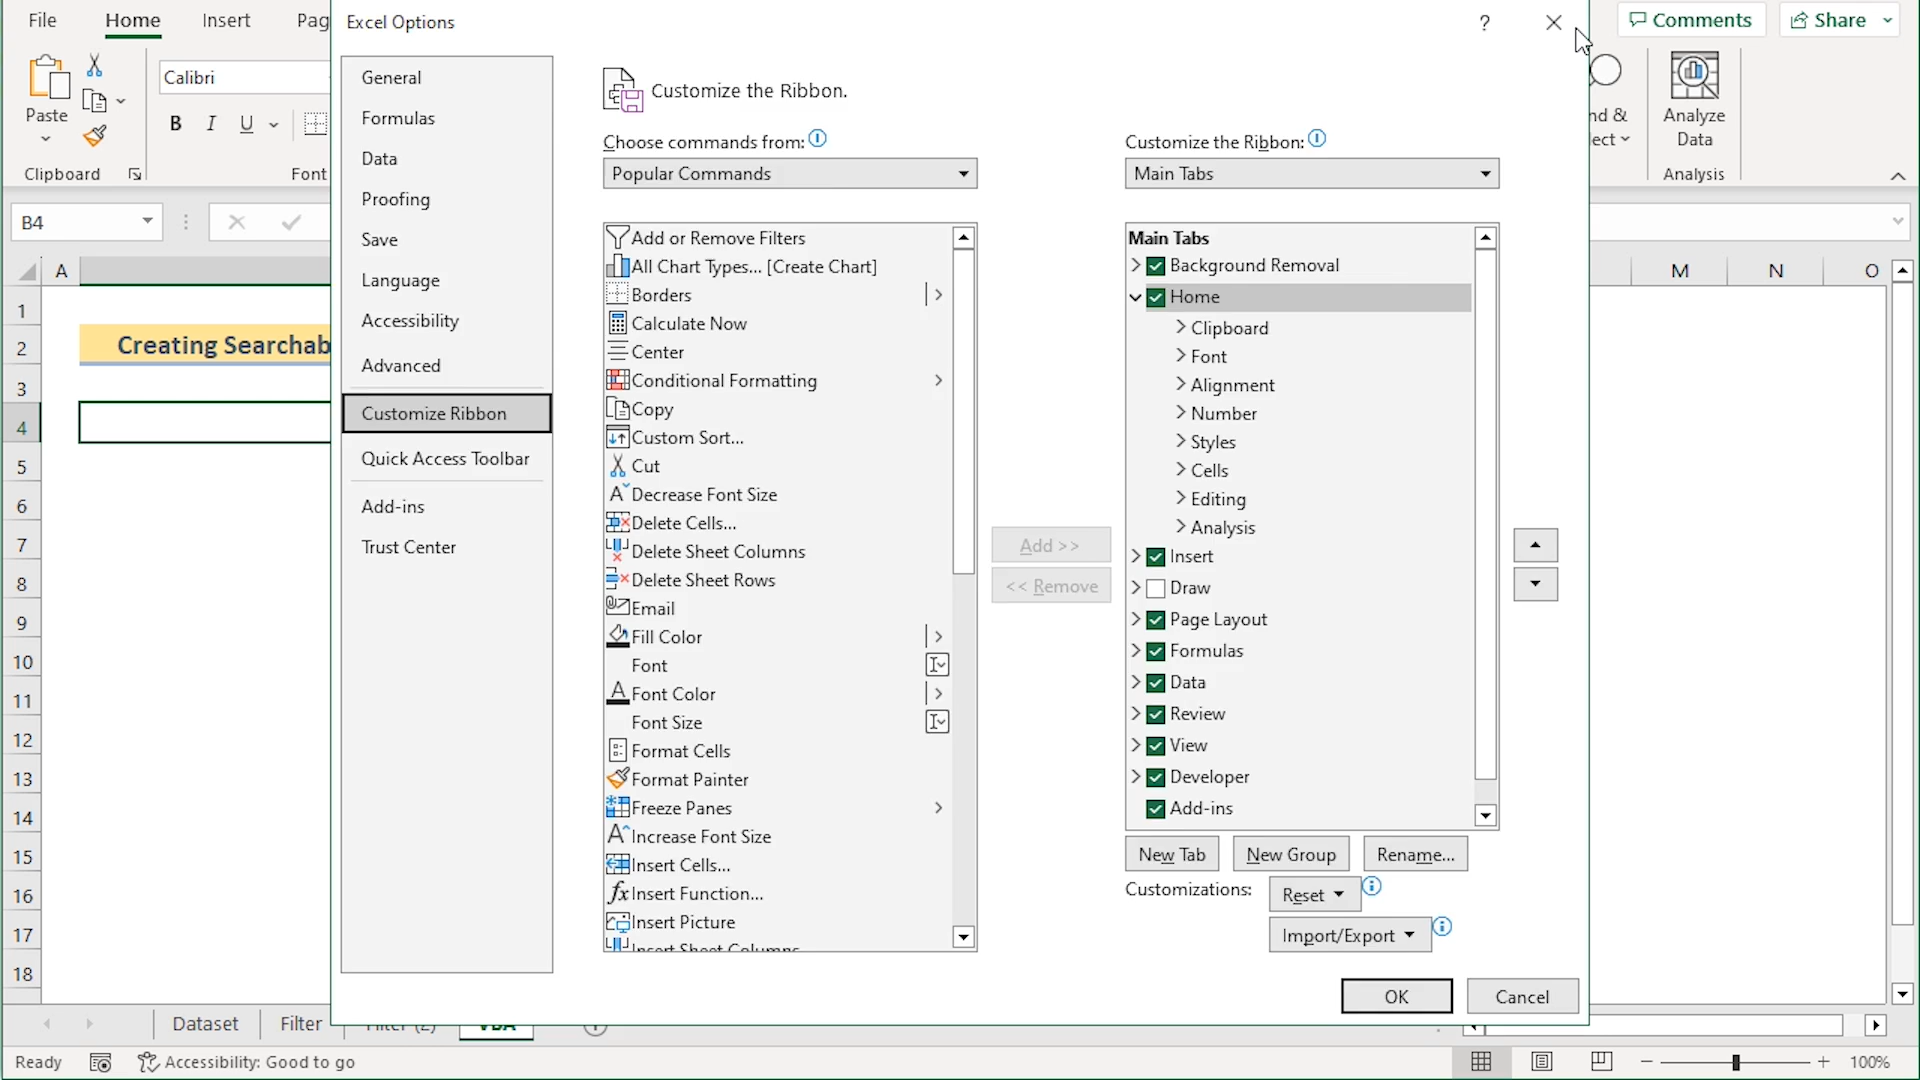 File Home Insert Pag
Excel Options
?
Comments Share
Paste
Calibri
B I U
Clipboard
Font
Analyze
Data
Analysis
B4
General
Formulas
Data
Proofing
Save
Language
Accessibility
Advanced
Customize Ribbon
Quick Access Toolbar
Add-ins
Trust Center
Customize the Ribbon.
Choose commands from:
Popular Commands
Add or Remove Filters
All Chart Types... [Create Chart]
Borders
Calculate Now
Center
Conditional Formatting
Copy
Custom Sort...
Cut
Decrease Font Size
Delete Cells...
Delete Sheet Columns
Delete Sheet Rows
Email
Fill Color
Font
Font Color
Font Size
Format Cells
Format Painter
Freeze Panes
Increase Font Size
Insert Cells...
Insert Function...
Insert Picture
Insert Sheet Columns
Add >>
<< Remove
Customize the Ribbon:
Main Tabs
Main Tabs
Background Removal
Home
Clipboard
Font
Alignment
Number
Styles
Cells
Editing
Analysis
Insert
Draw
Page Layout
Formulas
Data
Review
View
Developer
Add-ins
New Tab New Group Rename...
Customizations: Reset
Import/Export
OK Cancel
nd &
ect
A M N O
1
2 Creating Searchab
3
4
5
6
7
8
9
10
11
12
13
14
15
16
17
18
Dataset Filter Filter (2) VBA
Ready Accessibility: Good to go 100%